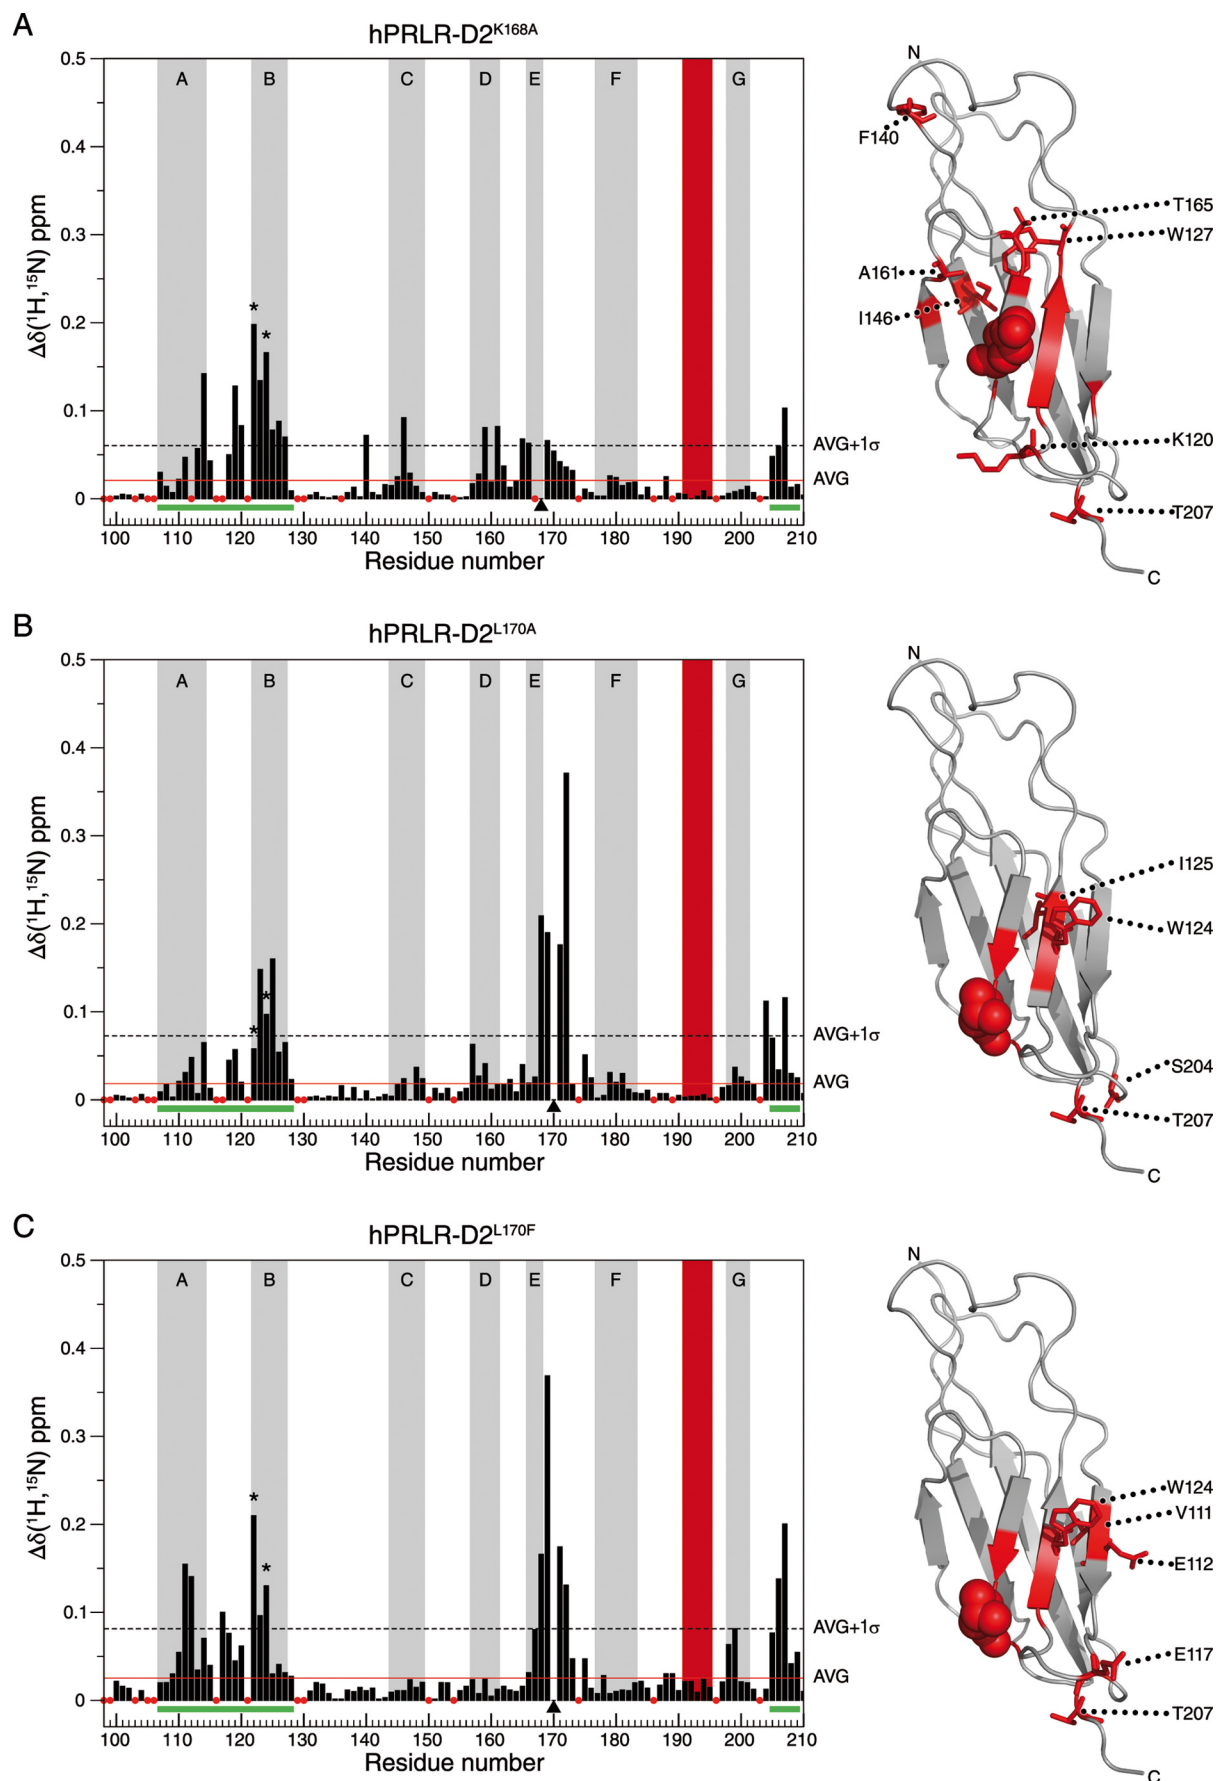 A
hPRLR-D2K168A
Δδ(¹H,¹⁵N) ppm
0.5
0.4
0.3
0.2
0.1
0
A B C D E F G
* *
AVG+1σ
AVG
100 110 120 130 140 150 160 170 180 190 200 210
Residue number
N
F140
T165
W127
A161
I146
K120
T207
C
B
hPRLR-D2L170A
Δδ(¹H,¹⁵N) ppm
0.5
0.4
0.3
0.2
0.1
0
A B C D E F G
* *
AVG+1σ
AVG
100 110 120 130 140 150 160 170 180 190 200 210
Residue number
N
I125
W124
S204
T207
C
C
hPRLR-D2L170F
Δδ(¹H,¹⁵N) ppm
0.5
0.4
0.3
0.2
0.1
0
A B C D E F G
* *
AVG+1σ
AVG
100 110 120 130 140 150 160 170 180 190 200 210
Residue number
N
W124
V111
E112
E117
T207
C